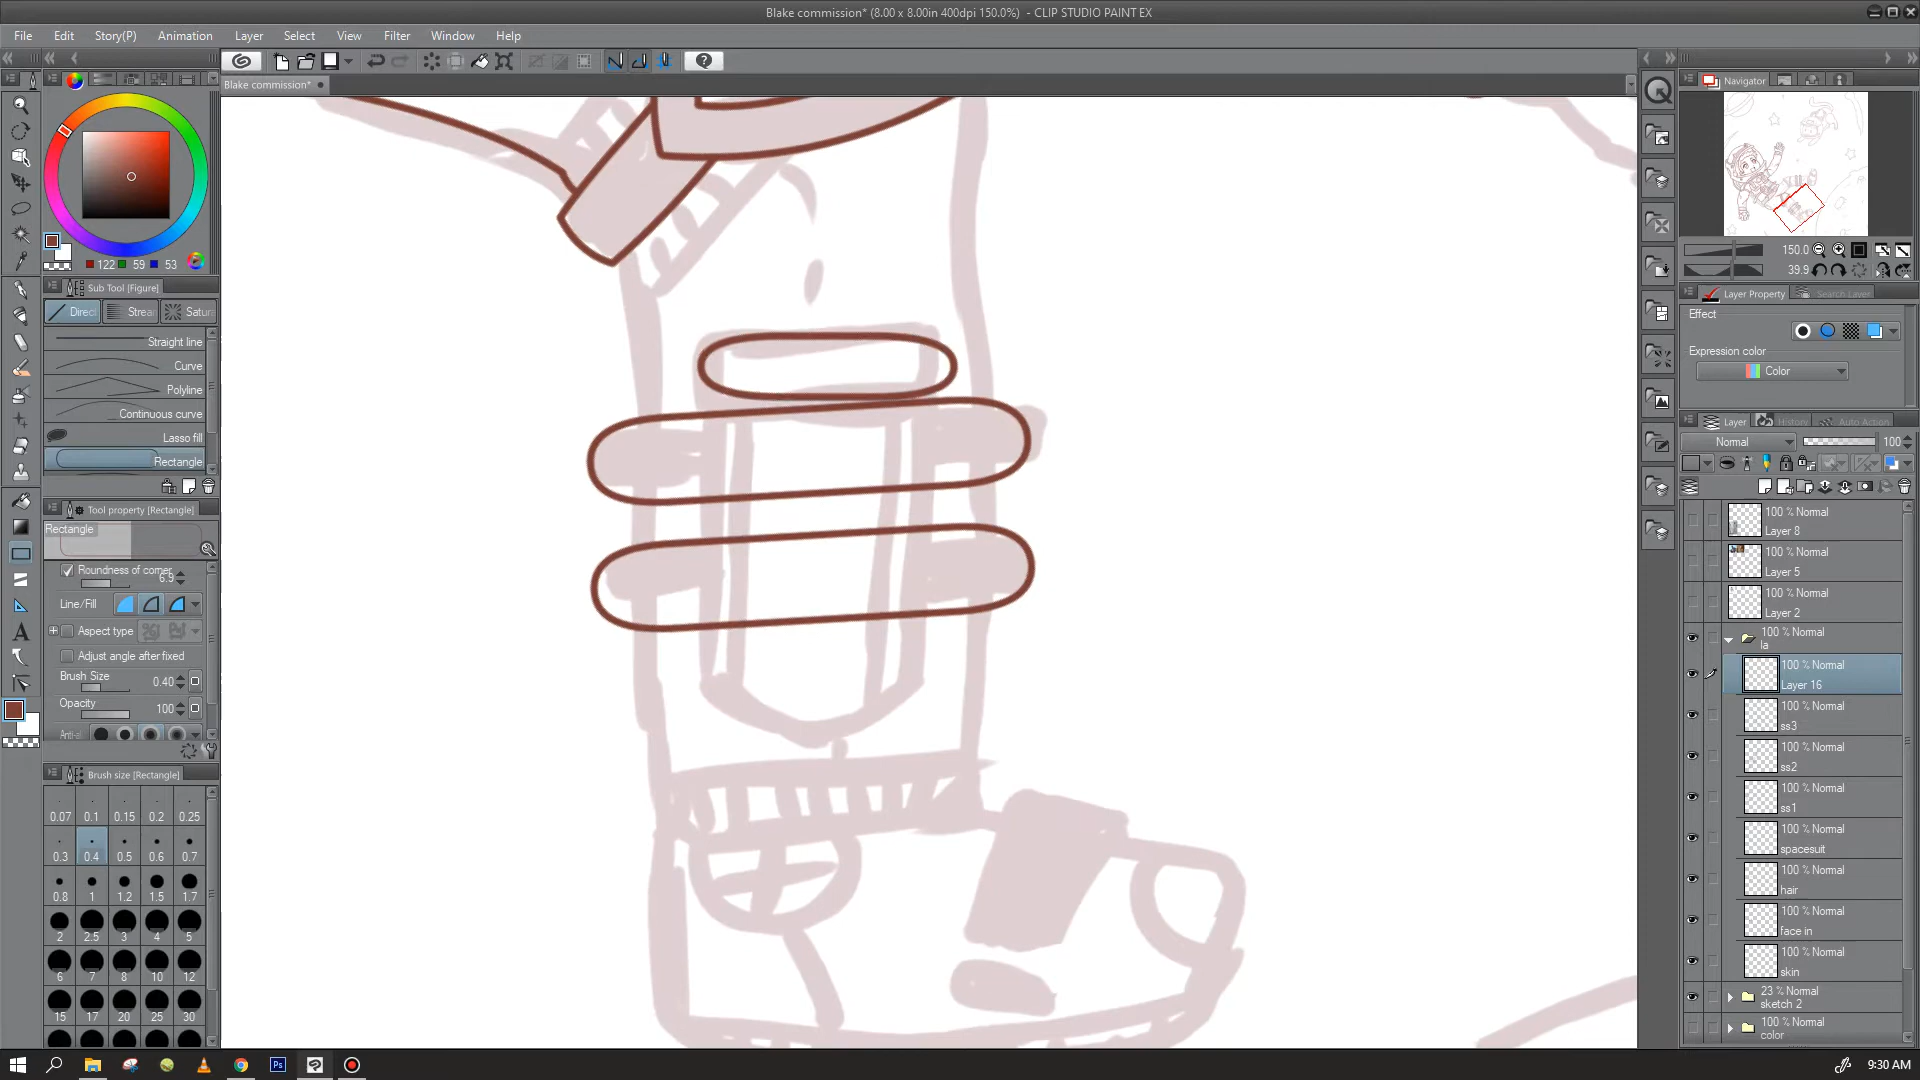 Blake commission* (8.00 x 8.00in 400dpi 150.0%) - CLIP STUDIO PAINT EX
File Edit Story(P) Animation Layer Select View Filter Window Help
Blake commission*
Navigator
122 59 53
Sub Tool [Figure]
Direct Strea Satura
Straight line
Curve
Polyline
Continuous curve
Lasso fill
Rectangle
Tool property [Rectangle]
Rectangle
Roundness of corner 6.9
Line/Fill
Aspect type
Adjust angle after fixed
Brush Size 0.40
Opacity 100
Anti-al
Brush size [Rectangle]
0.07 0.1 0.15 0.2 0.25
0.3 0.4 0.5 0.6 0.7
0.8 1 1.2 1.5 1.7
2 2.5 3 4 5
6 7 8 10 12
15 17 20 25 30
150.0
39.9
Layer Property Search Layer
Effect
Expression color
Color
Layer History Auto Action
Normal 100
100 % Normal
Layer 8
100 % Normal
Layer 5
100 % Normal
Layer 2
100 % Normal
la
100 % Normal
Layer 16
100 % Normal
ss3
100 % Normal
ss2
100 % Normal
ss1
100 % Normal
spacesuit
100 % Normal
hair
100 % Normal
face in
100 % Normal
skin
23 % Normal
sketch 2
100 % Normal
color
Ps
9:30 AM